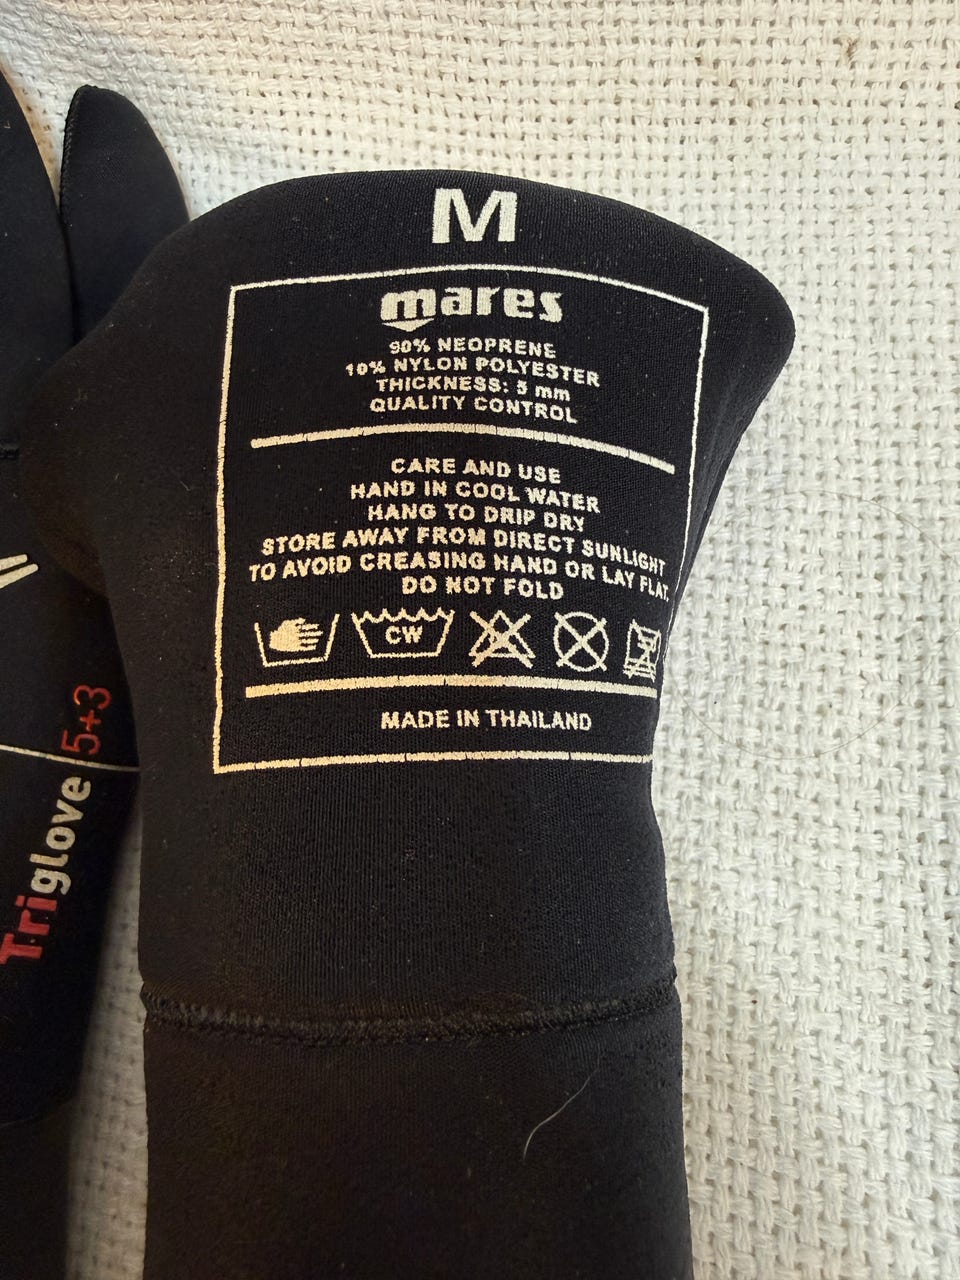 M
mares
90% NEOPRENE
10% NYLON POLYESTER
THICKNESS: 5 mm
QUALITY CONTROL
CARE AND USE
HAND IN COOL WATER
HANG TO DRIP DRY
STORE AWAY FROM DIRECT SUNLIGHT
TO AVOID CREASING HAND OR LAY FLAT.
DO NOT FOLD
CW
MADE IN THAILAND
Triglove 5+3